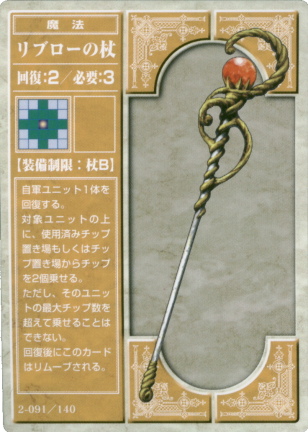 魔法
リブローの杖
回復:2/必要:3
【装備制限:杖B】
自軍ユニット1体を
回復する。
対象ユニットの上
に、使用済みチップ
置き場もしくはチッ
プ置き場からチップ
を2個乗せる。
ただし、そのユニッ
トの最大チップ数を
超えて乗せることは
できない。
回復後にこのカード
はリムーブされる。
2-091/140